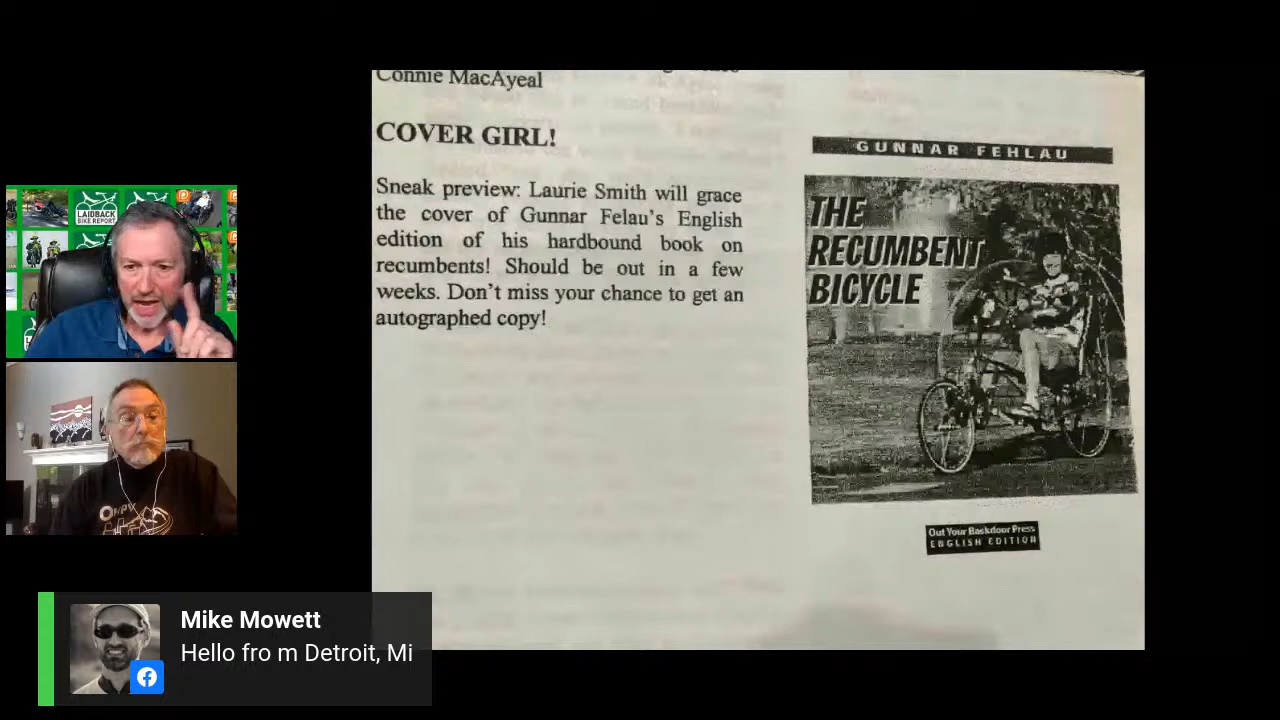 Connie MacAyeal
COVER GIRL!
Sneak preview: Laurie Smith will grace
the cover of Gunnar Felau's English
edition of his hardbound book on
recumbents! Should be out in a few
weeks. Don't miss your chance to get an
autographed copy!
GUNNAR FEHLAU
THE
RECUMBENT
BICYCLE
Out Your Backdoor Press
ENGLISH EDITION
LAIDBACK
BIKE REPORT
Mike Mowett
Hello fro m Detroit, Mi